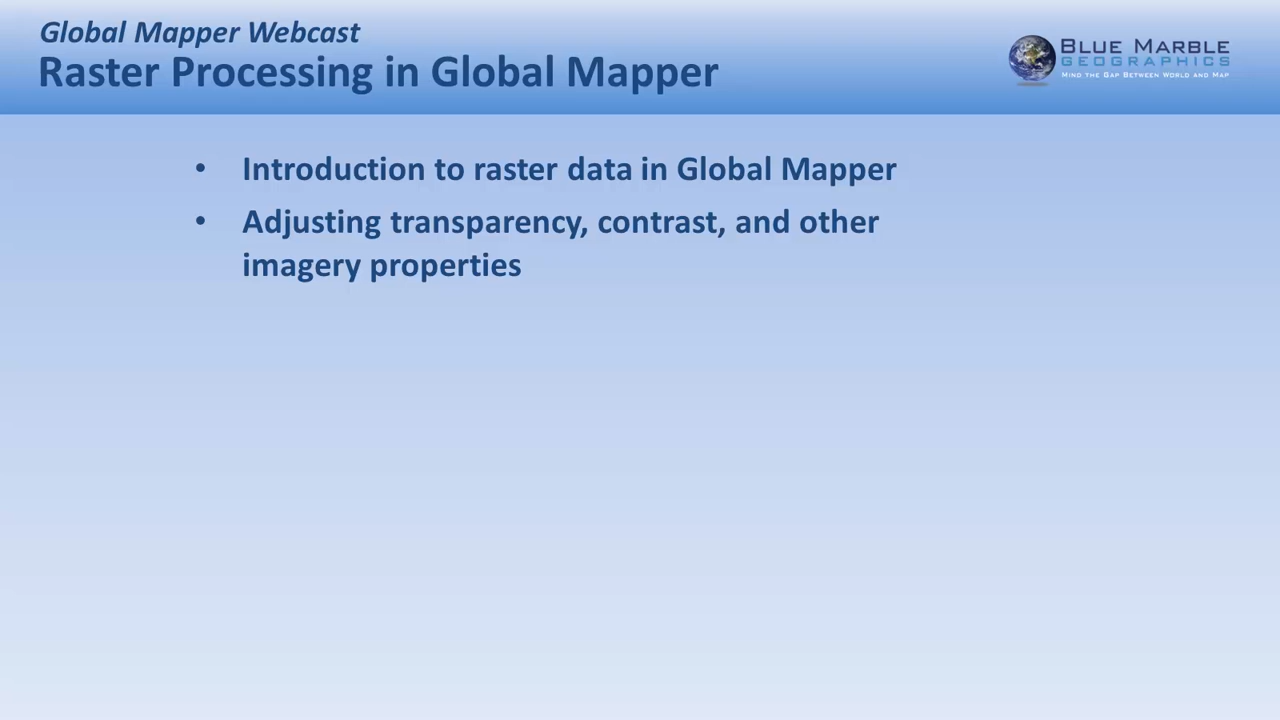 Global Mapper Webcast
Raster Processing in Global Mapper
BLUE MARBLE
GEOGRAPHICS
MIND THE GAP BETWEEN WORLD AND MAP
• Introduction to raster data in Global Mapper
• Adjusting transparency, contrast, and other
imagery properties